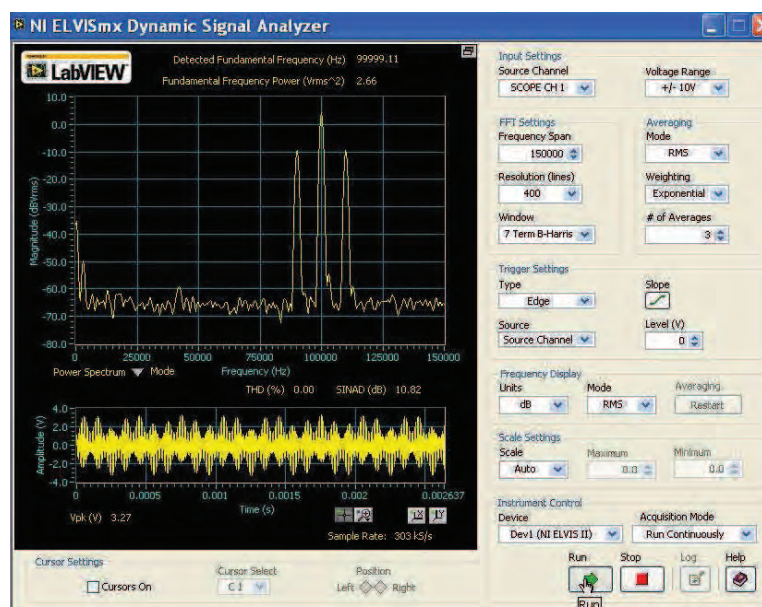 NI ELVISmx Dynamic Signal Analyzer
LabVIEW
Detected Fundamental Frequency (Hz) 99999.11
Fundamental Frequency Power (Vrms^2) 2.66
10.0
0.0
-10.0
-20.0
-30.0
-40.0
-50.0
-60.0
-70.0
-80.0
Magnitude (dBVrms)
0 25000 50000 75000 100000 125000 150000
Power Spectrum Mode
Frequency (Hz)
THD (%) 0.00 SINAD (dB) 10.82
4.0
2.0
0.0
-2.0
-4.0
Amplitude (V)
0 0.0005 0.001 0.0015 0.002 0.002637
Time (s)
Vpk (V) 3.27
Sample Rate: 303 kS/s
Cursor Settings
Cursors On
Cursor Select
C1
Position
Left Right
Input Settings
Source Channel
SCOPE CH 1
Voltage Range
+/- 10V
FFT Settings
Frequency Span
150000
Resolution (lines)
400
Window
7 Term B-Harris
Averaging
Mode
RMS
Weighting
Exponential
# of Averages
3
Trigger Settings
Type
Edge
Slope
Source
Source Channel
Level (V)
0
Frequency Display
Units
dB
Mode
RMS
Averaging
Restart
Scale Settings
Scale
Auto
Maximum
0.0
Minimum
0.0
Instrument Control
Device
Dev1 (NI ELVIS II)
Acquisition Mode
Run Continuously
Run Stop Log Help
Run